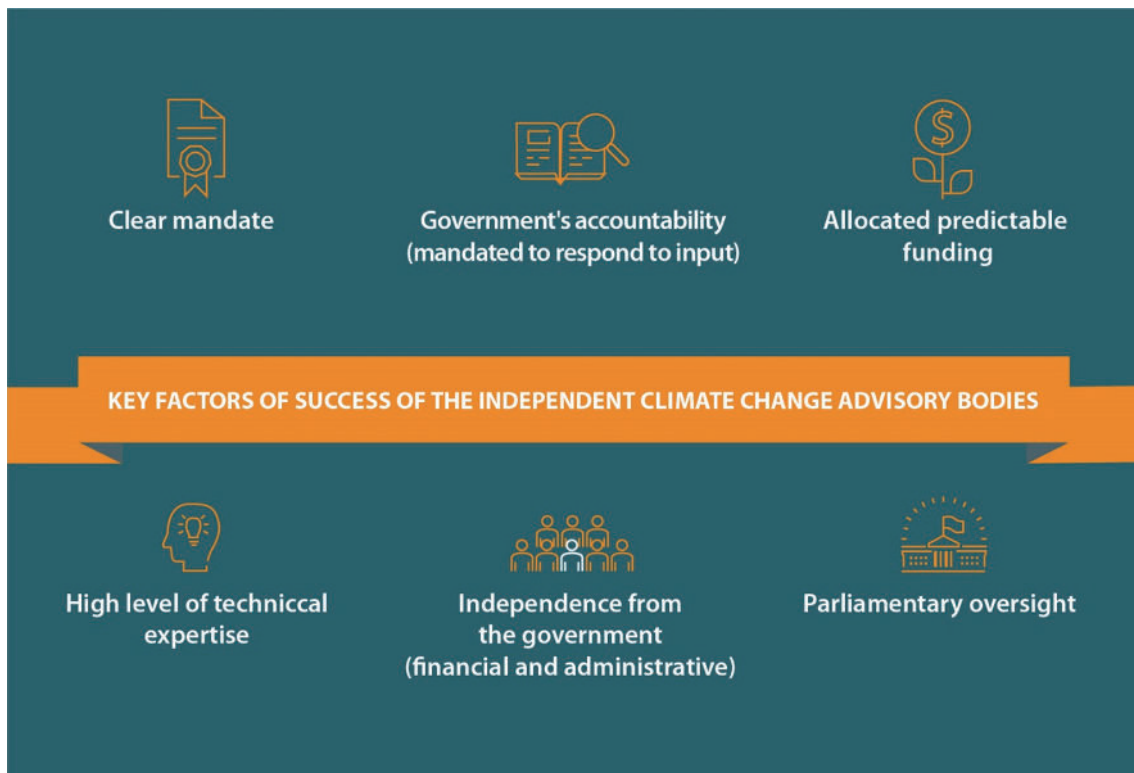 Clear mandate
Government's accountability
(mandated to respond to input)
Allocated predictable
funding
KEY FACTORS OF SUCCESS OF THE INDEPENDENT CLIMATE CHANGE ADVISORY BODIES
High level of techniccal
expertise
Independence from
the government
(financial and administrative)
Parliamentary oversight